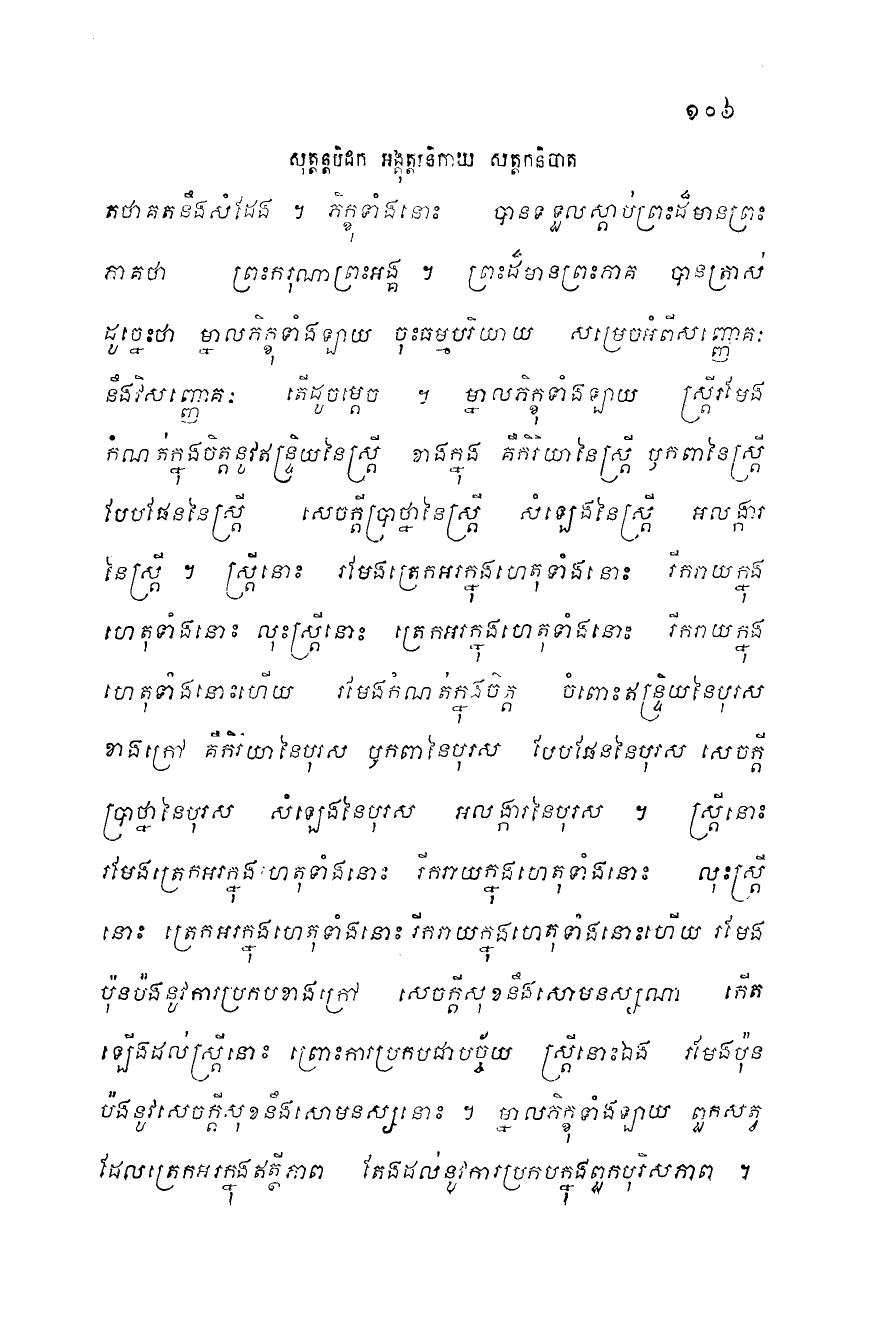 ១០៦
សុត្តន្តបិដក អង្គុត្តរនិកាយ សត្តកនិបាត
តថាគតនឹងសំដែង ។ ភិក្ខុទាំងនោះ បានទទួលស្តាប់ព្រះដ៏មានព្រះ
ភាគថា ព្រះករុណាព្រះអង្គ ។ ព្រះដ៏មានព្រះភាគ បានត្រាស់
ដូច្នេះថា ម្នាលភិក្ខុទាំងឡាយ ចុះធម្មបរិយាយ សម្រេចអំពីសញ្ញោគៈ
នឹងវិសញ្ញោគៈ តើដូចម្តេច ។ ម្នាលភិក្ខុទាំងឡាយ ស្ត្រីរមែង
កំណត់ក្នុងចិត្តនូវឥន្ទ្រិយនៃស្ត្រី ខាងក្នុង គឺកិរិយានៃស្ត្រី ឫកពានៃស្ត្រី
បែបផែននៃស្ត្រី សេចក្តីប្រាថ្នានៃស្ត្រី សំឡេងនៃស្ត្រី អលង្ការ
នៃស្ត្រី ។ ស្ត្រីនោះ រមែងត្រេកអរក្នុងហេតុទាំងនោះ រីករាយក្នុង
ហេតុទាំងនោះ លុះស្ត្រីនោះ ត្រេកអរក្នុងហេតុទាំងនោះ រីករាយក្នុង
ហេតុទាំងនោះហើយ រមែងកំណត់ក្នុងចិត្ត ចំពោះឥន្ទ្រិយនៃបុរស
ខាងក្រៅ គឺកិរិយានៃបុរស ឫកពានៃបុរស បែបផែននៃបុរស សេចក្តី
ប្រាថ្នានៃបុរស សំឡេងនៃបុរស អលង្ការនៃបុរស ។ ស្ត្រីនោះ
រមែងត្រេកអរក្នុងហេតុទាំងនោះ រីករាយក្នុងហេតុទាំងនោះ លុះស្ត្រី
នោះ ត្រេកអរក្នុងហេតុទាំងនោះ រីករាយក្នុងហេតុទាំងនោះហើយ រមែង
ប៉ុនប៉ងនូវការប្រកបខាងក្រៅ សេចក្តីសុខនឹងសោមនស្សណា កើត
ឡើងដល់ស្ត្រីនោះ ព្រោះការប្រកបជាបច្ច័យ ស្ត្រីនោះឯង រមែងប៉ុន
ប៉ងនូវសេចក្តីសុខនឹងសោមនស្សនោះ ។ ម្នាលភិក្ខុទាំងឡាយ ពួកសត្វ
ដែលត្រេកអរក្នុងឥត្ថីភាព តែងដល់នូវការប្រកបក្នុងពួកបុរិសភាព ។